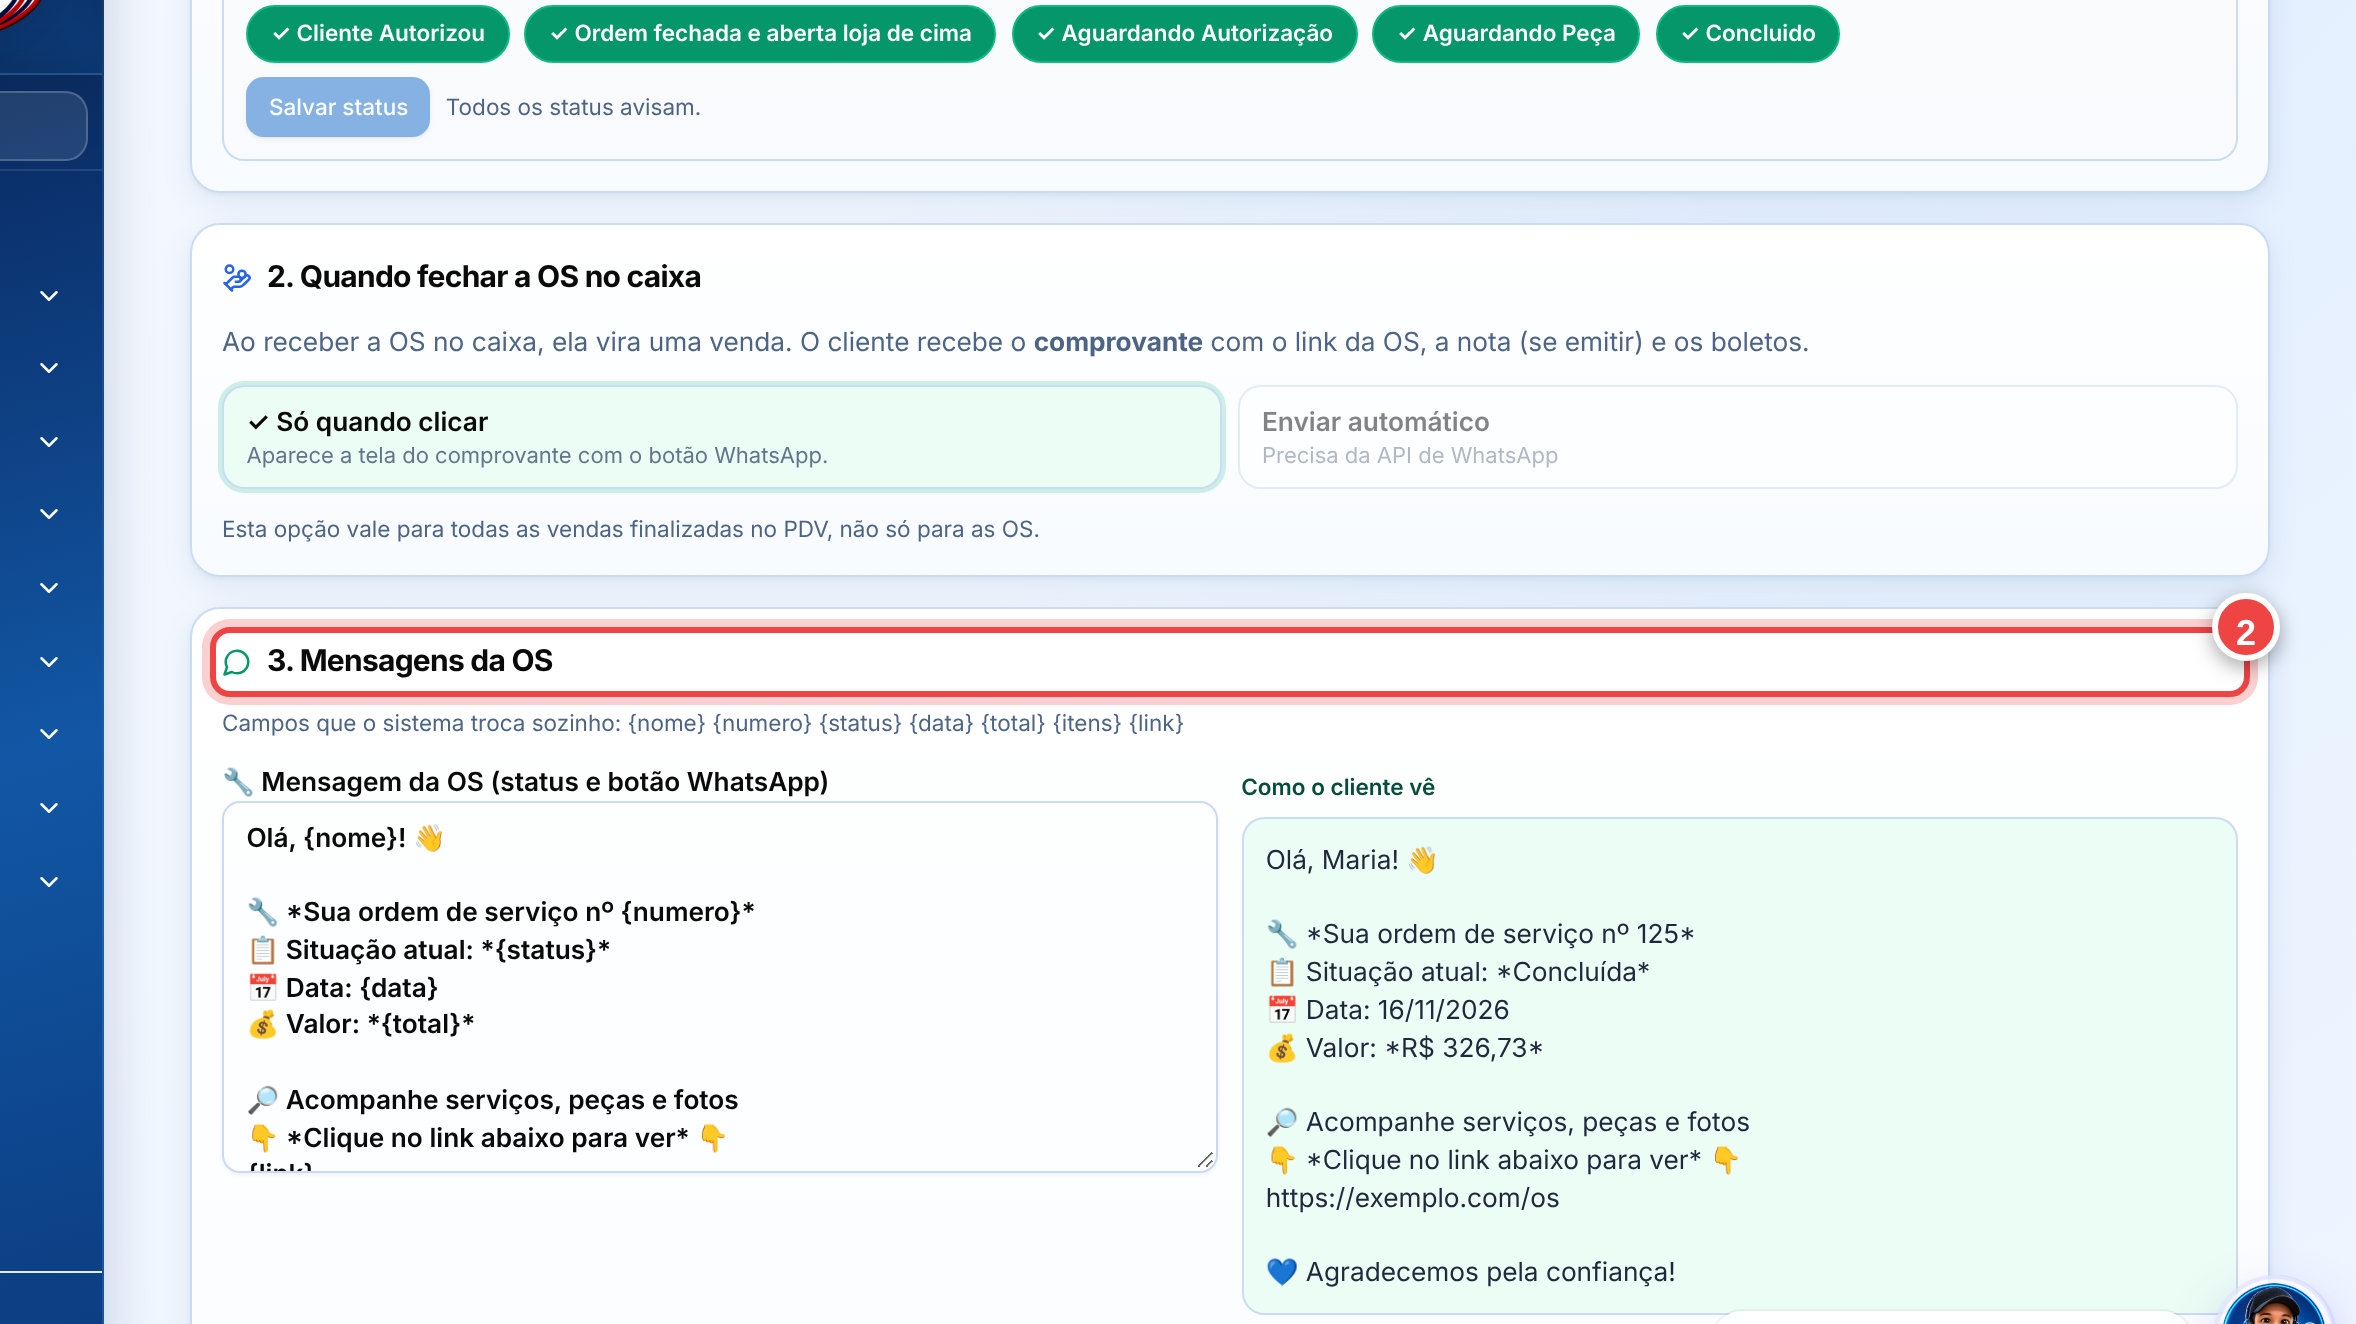 ✓ Cliente Autorizou ✓ Ordem fechada e aberta loja de cima ✓ Aguardando Autorização ✓ Aguardando Peça ✓ Concluido
Salvar status Todos os status avisam.
2. Quando fechar a OS no caixa
Ao receber a OS no caixa, ela vira uma venda. O cliente recebe o comprovante com o link da OS, a nota (se emitir) e os boletos.
✓ Só quando clicar
Aparece a tela do comprovante com o botão WhatsApp.
Enviar automático
Precisa da API de WhatsApp
Esta opção vale para todas as vendas finalizadas no PDV, não só para as OS.
2
3. Mensagens da OS
Campos que o sistema troca sozinho: {nome} {numero} {status} {data} {total} {itens} {link}
🔧 Mensagem da OS (status e botão WhatsApp)
Olá, {nome}! 👋
🔧 *Sua ordem de serviço nº {numero}*
📋 Situação atual: *{status}*
📅 Data: {data}
💰 Valor: *{total}*
🔎 Acompanhe serviços, peças e fotos
👇 *Clique no link abaixo para ver* 👇
{link}
Como o cliente vê
Olá, Maria! 👋
🔧 *Sua ordem de serviço nº 125*
📋 Situação atual: *Concluída*
📅 Data: 16/11/2026
💰 Valor: *R$ 326,73*
🔎 Acompanhe serviços, peças e fotos
👇 *Clique no link abaixo para ver* 👇
https://exemplo.com/os
💙 Agradecemos pela confiança!